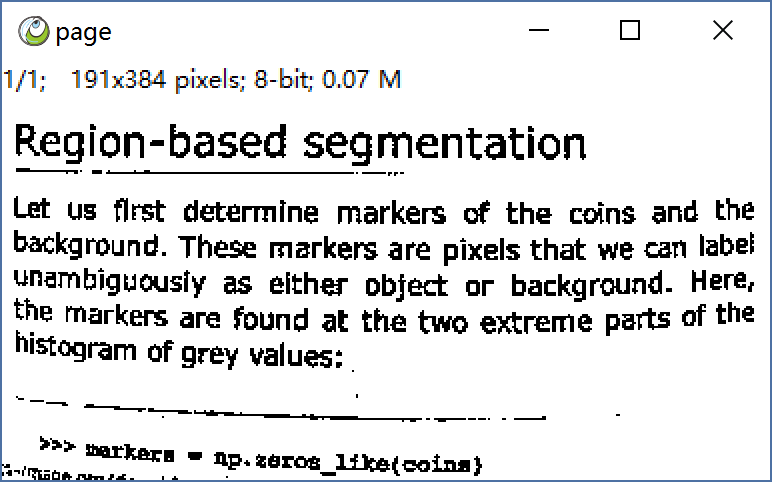 page
1/1; 191x384 pixels; 8-bit; 0.07 M
Region-based segmentation
Let us first determine markers of the coins and the
background. These markers are pixels that we can label
unambiguously as either object or background. Here,
the markers are found at the two extreme parts of the
histogram of grey values:
>>> markers = np.zeros_like(coins)